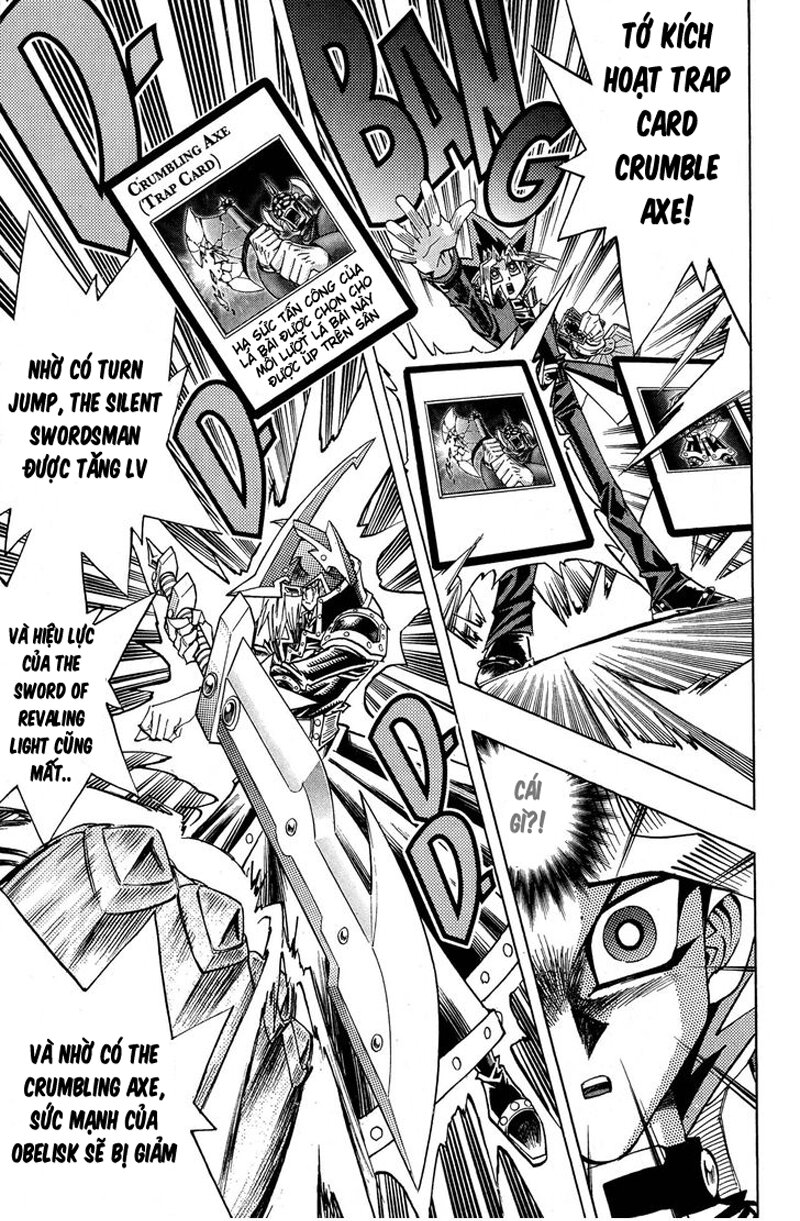 TỚ KÍCH
HOẠT TRAP
CARD
CRUMBLE
AXE!
BANG
CRUMBLING AXE
(TRAP CARD)
HẠ SỨC TẤN CÔNG CỦA
LÁ BÀI ĐƯỢC CHỌN CHO
MỖI LƯỢT LÁ BÀI NÀY
ĐƯỢC ÚP TRÊN SÂN
D.
D.
CÁI
GÌ?!
NHỜ CÓ TURN
JUMP, THE SILENT
SWORDSMAN
ĐƯỢC TĂNG LV
VÀ HIỆU LỰC
CỦA THE
SWORD OF
REVALING
LIGHT CŨNG
MẤT..
D.
D.
D.
VÀ NHỜ CÓ THE
CRUMBLING AXE,
SỨC MẠNH CỦA
OBELISK SẼ BỊ GIẢM